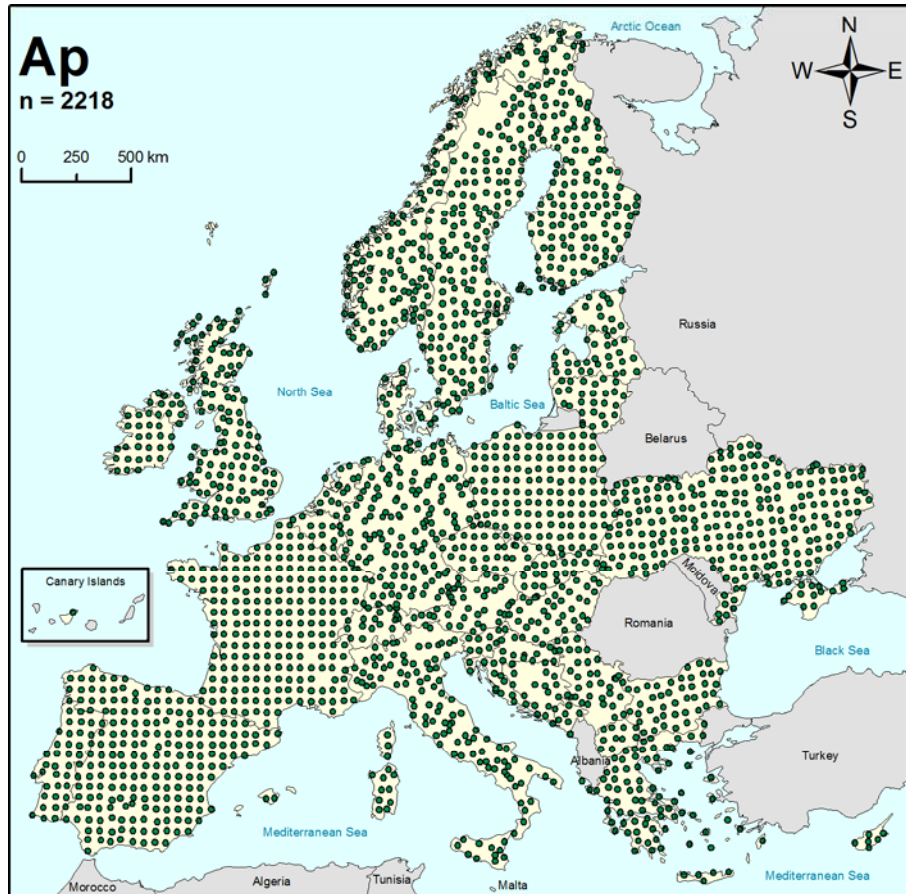 Arctic Ocean
Ap
n = 2218
N
W
E
S
0 250 500 km
Russia
North Sea
Baltic Sea
Belarus
Canary Islands
Moldova
Romania
Black Sea
Albania
Turkey
Mediterranean Sea
Mediterranean Sea
Algeria
Tunisia
Morocco
Malta